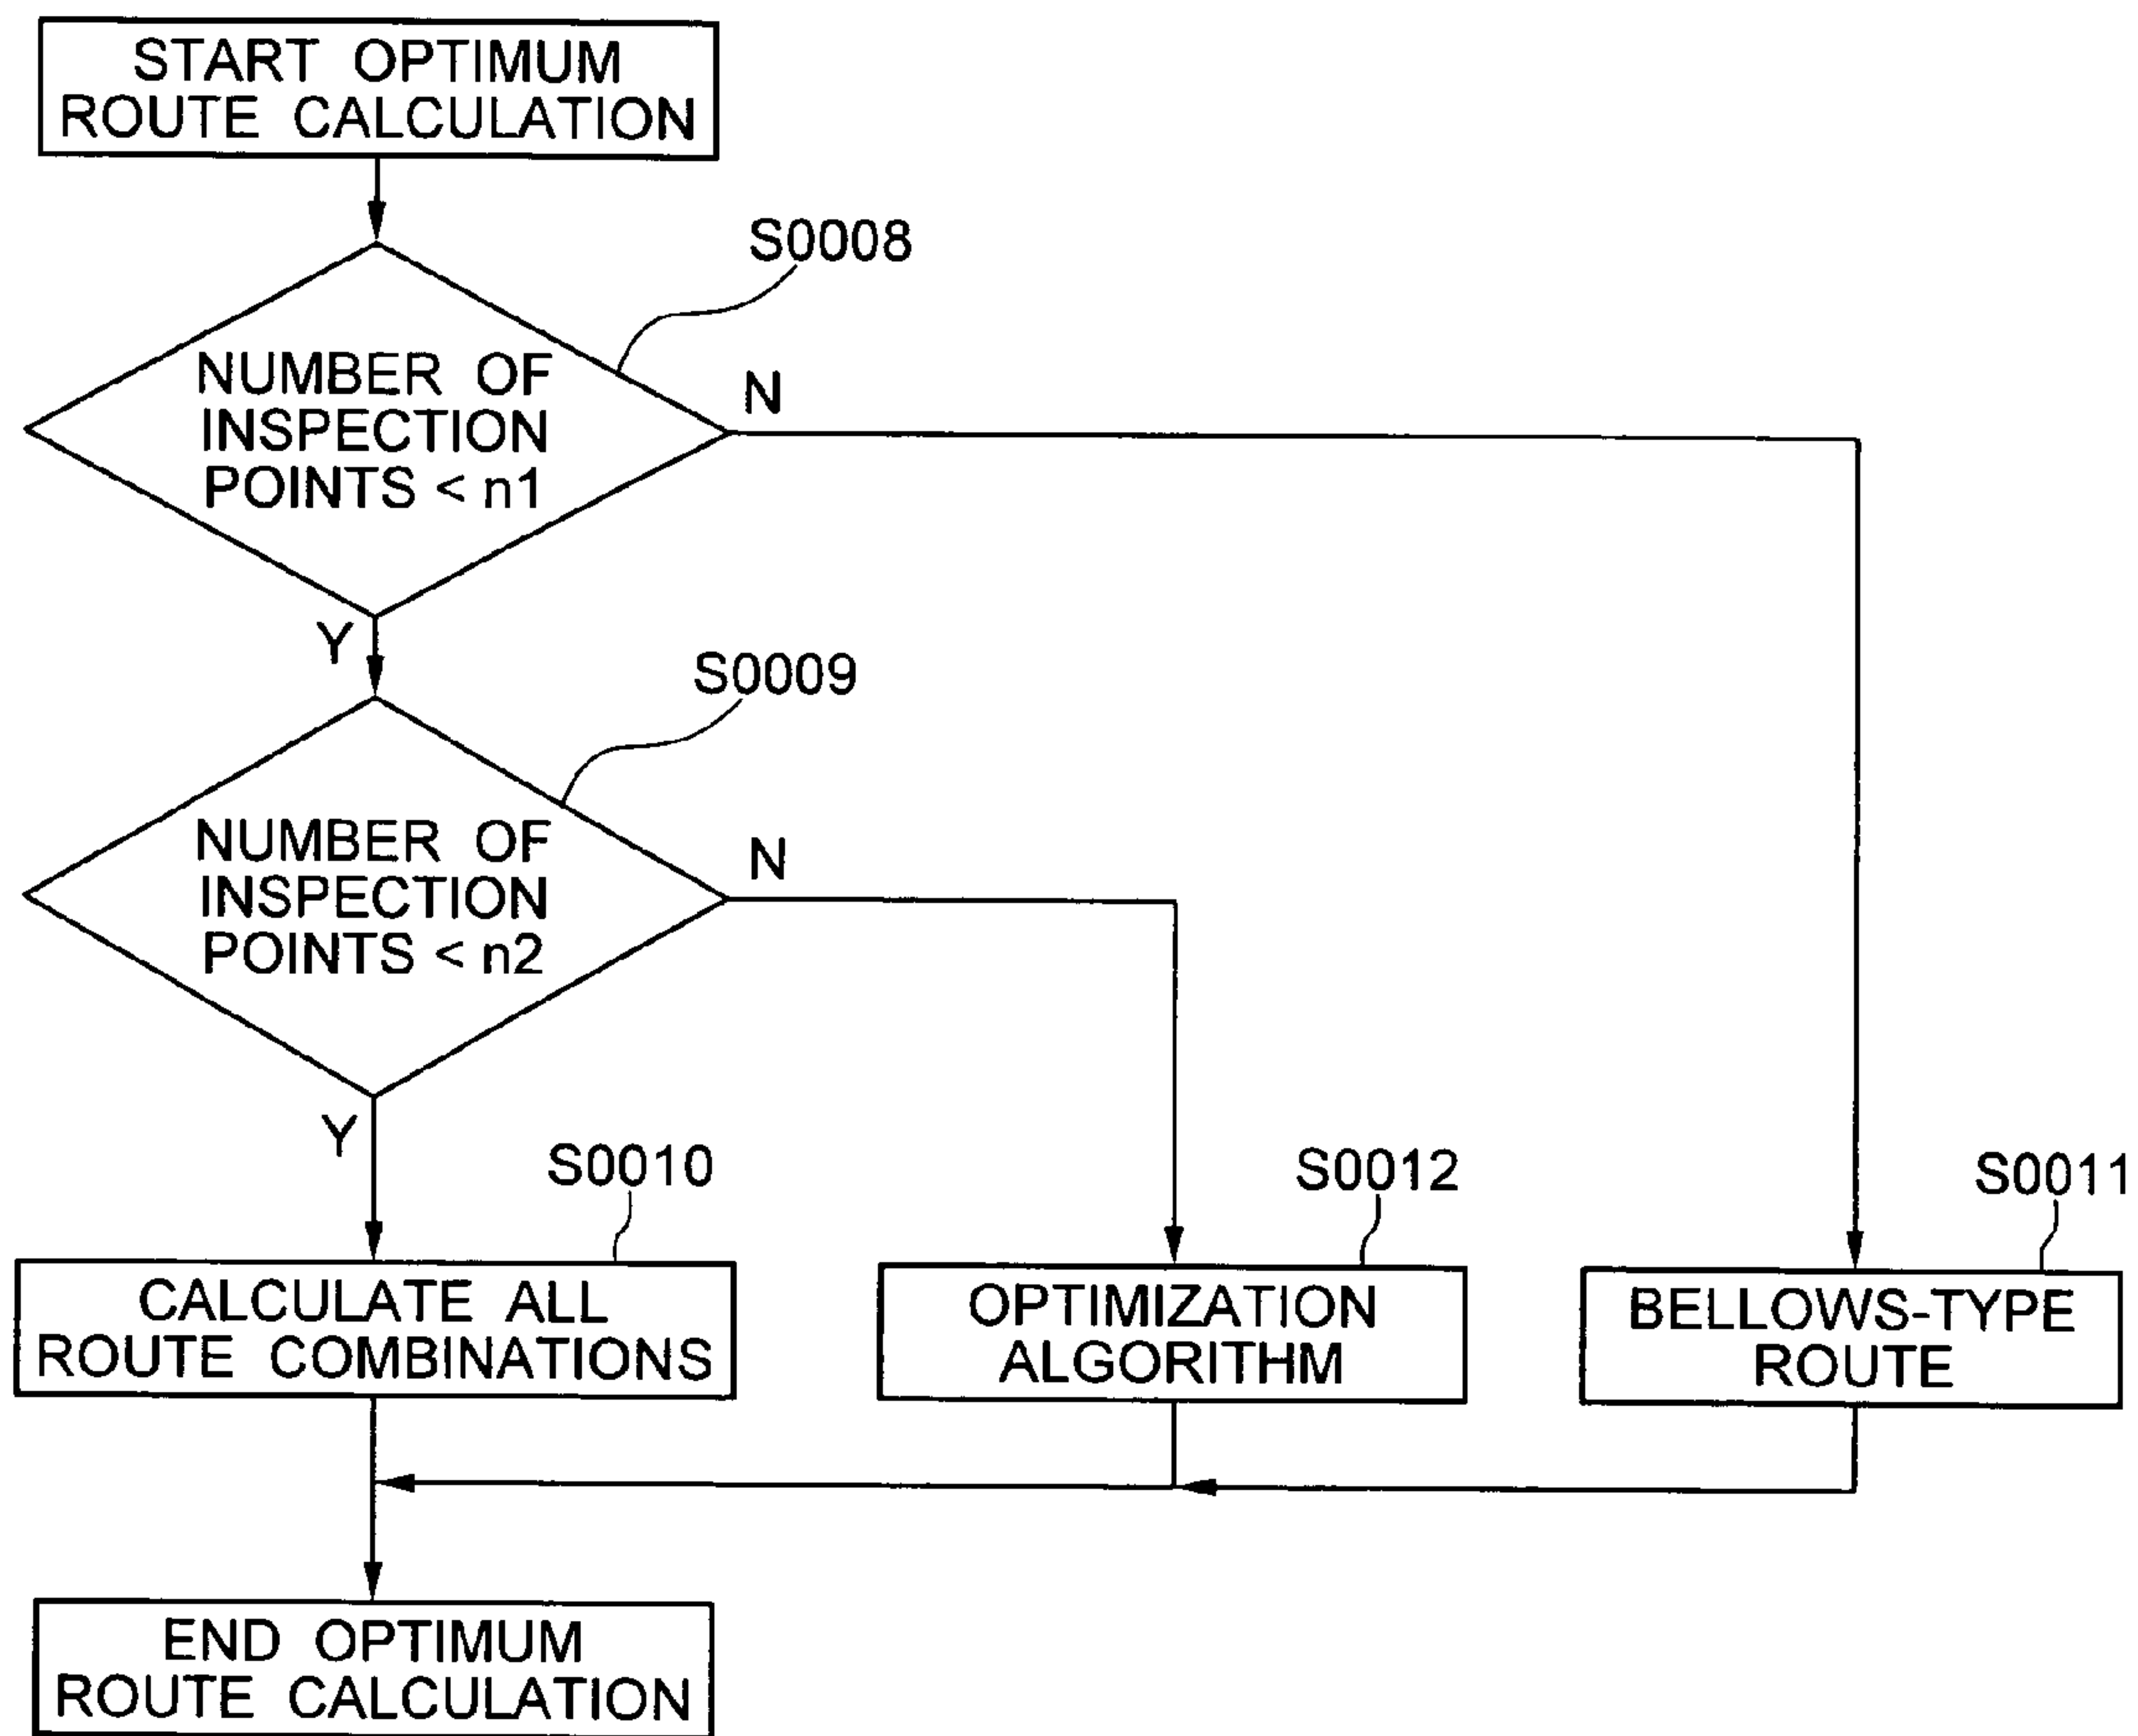 START OPTIMUM
ROUTE CALCULATION
S0008
NUMBER OF
INSPECTION
POINTS < n1
N
Y
S0009
NUMBER OF
INSPECTION
POINTS < n2
N
Y
S0010
S0012
S0011
CALCULATE ALL
ROUTE COMBINATIONS
OPTIMIZATION
ALGORITHM
BELLOWS-TYPE
ROUTE
END OPTIMUM
ROUTE CALCULATION